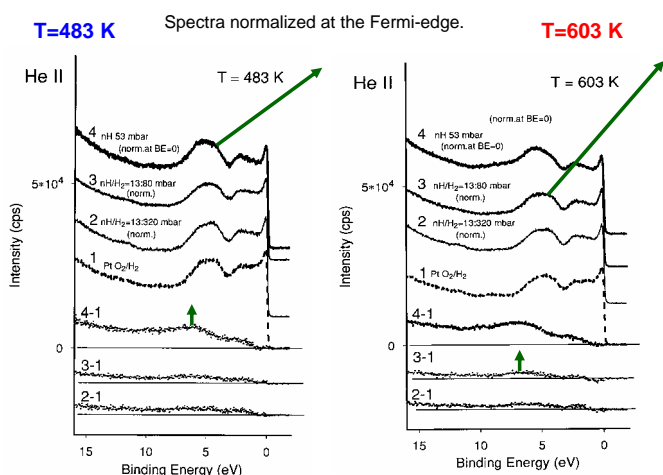 Spectra normalized at the Fermi-edge.
T=483 K
T=603 K
He II
T = 483 K
4 nH 53 mbar
(norm.at BE=0)
5*10⁴
3 nH/H₂=13:80 mbar
(norm.)
2 nH/H₂=13:320 mbar
(norm.)
1 Pt O₂/H₂
Intensity (cps)
4-1
0
3-1
2-1
15 10 5 0
Binding Energy (eV)
He II
T = 603 K
(norm.at BE=0)
4 nH 53 mbar
(norm.at BE=0)
5*10⁴
3 nH/H₂=13:80 mbar
(norm.)
2 nH/H₂=13:320 mbar
(norm.)
1 Pt O₂/H₂
Intensity (cps)
4-1
0
3-1
2-1
15 10 5 0
Binding Energy (eV)